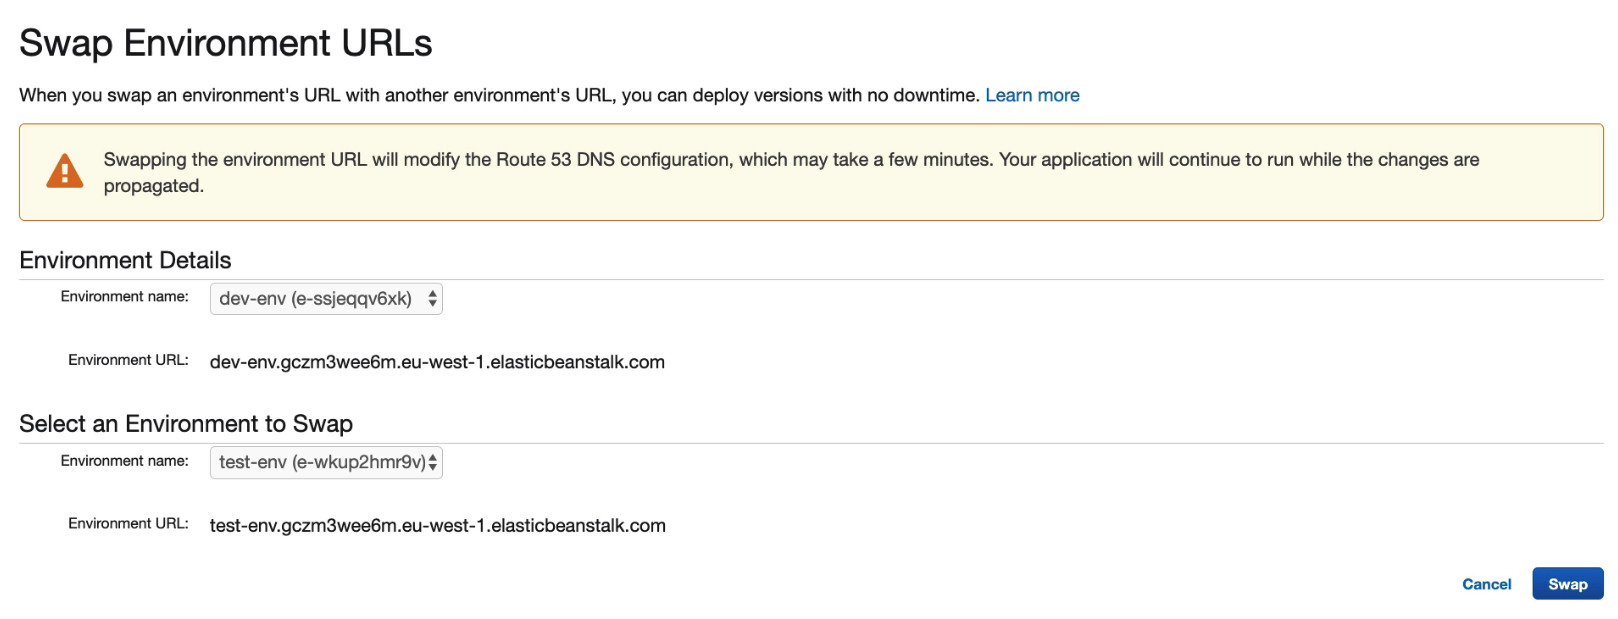 Swap Environment URLs
When you swap an environment's URL with another environment's URL, you can deploy versions with no downtime. Learn more
Swapping the environment URL will modify the Route 53 DNS configuration, which may take a few minutes. Your application will continue to run while the changes are
propagated.
Environment Details
Environment name: dev-env (e-ssjeqqv6xk)
Environment URL: dev-env.gczm3wee6m.eu-west-1.elasticbeanstalk.com
Select an Environment to Swap
Environment name: test-env (e-wkup2hmr9v)
Environment URL: test-env.gczm3wee6m.eu-west-1.elasticbeanstalk.com
Cancel Swap